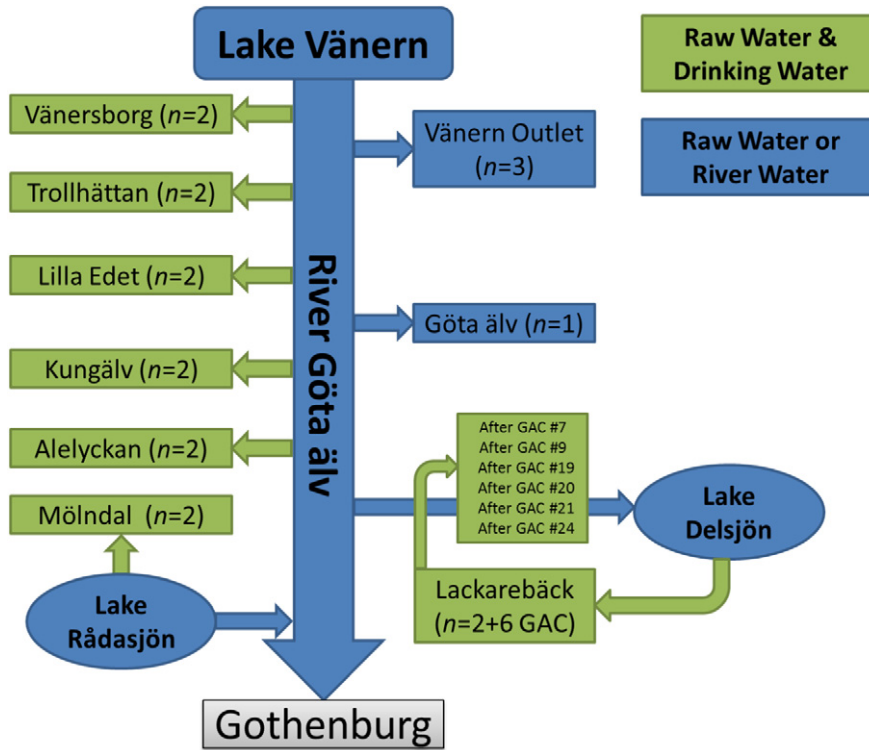 Lake Vänern
Raw Water &
Drinking Water
Raw Water or
River Water
Vänersborg (n=2)
Trollhättan (n=2)
Lilla Edet (n=2)
Kungälv (n=2)
Alelyckan (n=2)
Mölndal (n=2)
Lake
Rådasjön
River Göta älv
Vänern Outlet
(n=3)
Göta älv (n=1)
After GAC #7
After GAC #9
After GAC #19
After GAC #20
After GAC #21
After GAC #24
Lake
Delsjön
Lackarebäck
(n=2+6 GAC)
Gothenburg